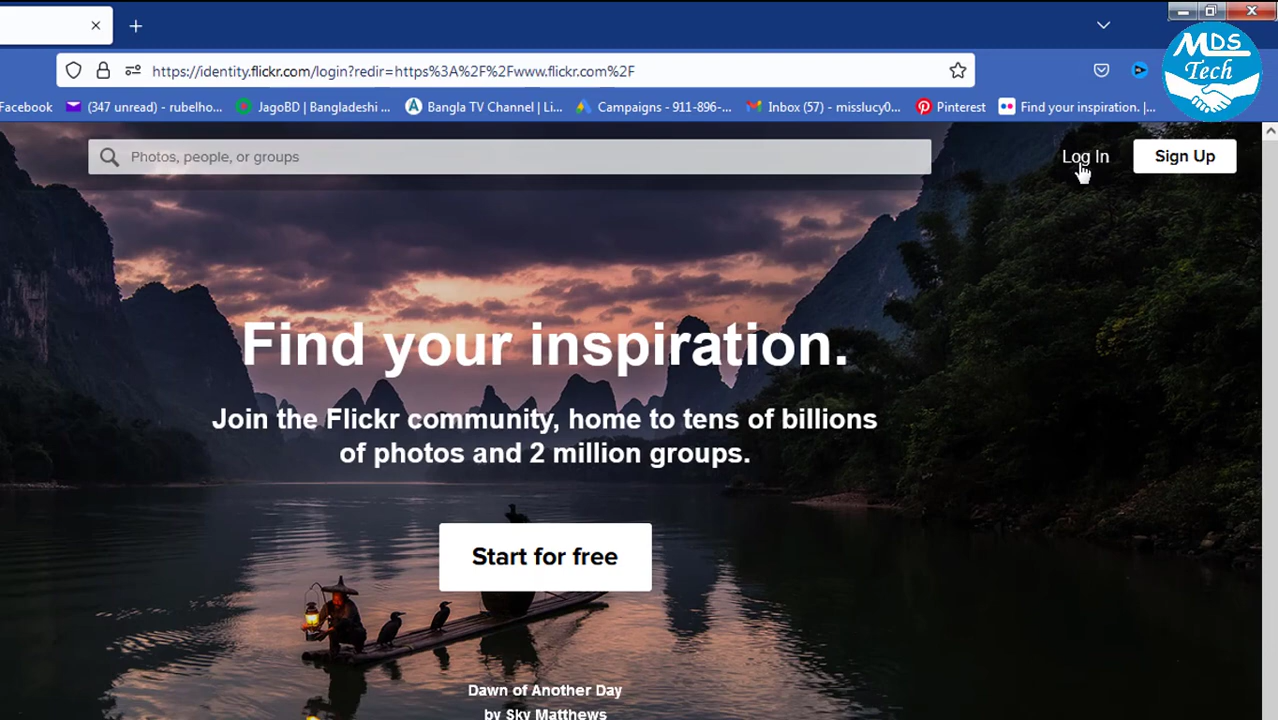 MDS
Tech
https://identity.flickr.com/login?redir=https%3A%2F%2Fwww.flickr.com%2F
Facebook
(347 unread) - rubelho...
JagoBD | Bangladeshi ...
Bangla TV Channel | Li...
Campaigns - 911-896-...
Inbox (57) - misslucy0...
Pinterest
Find your inspiration. |...
Photos, people, or groups
Log In
Sign Up
Find your inspiration.
Join the Flickr community, home to tens of billions
of photos and 2 million groups.
Start for free
Dawn of Another Day
by Sky Matthews